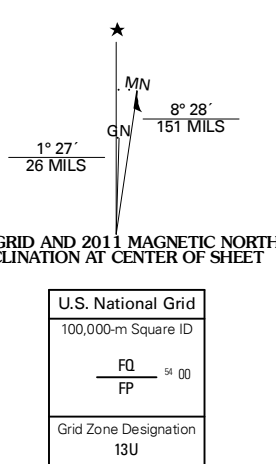 ★
MN
GN
8° 28´
151 MILS
1° 27´
26 MILS
GRID AND 2011 MAGNETIC NORTH
CLINATION AT CENTER OF SHEET
U.S. National Grid
100,000-m Square ID
FQ
54 00
FP
Grid Zone Designation
13U